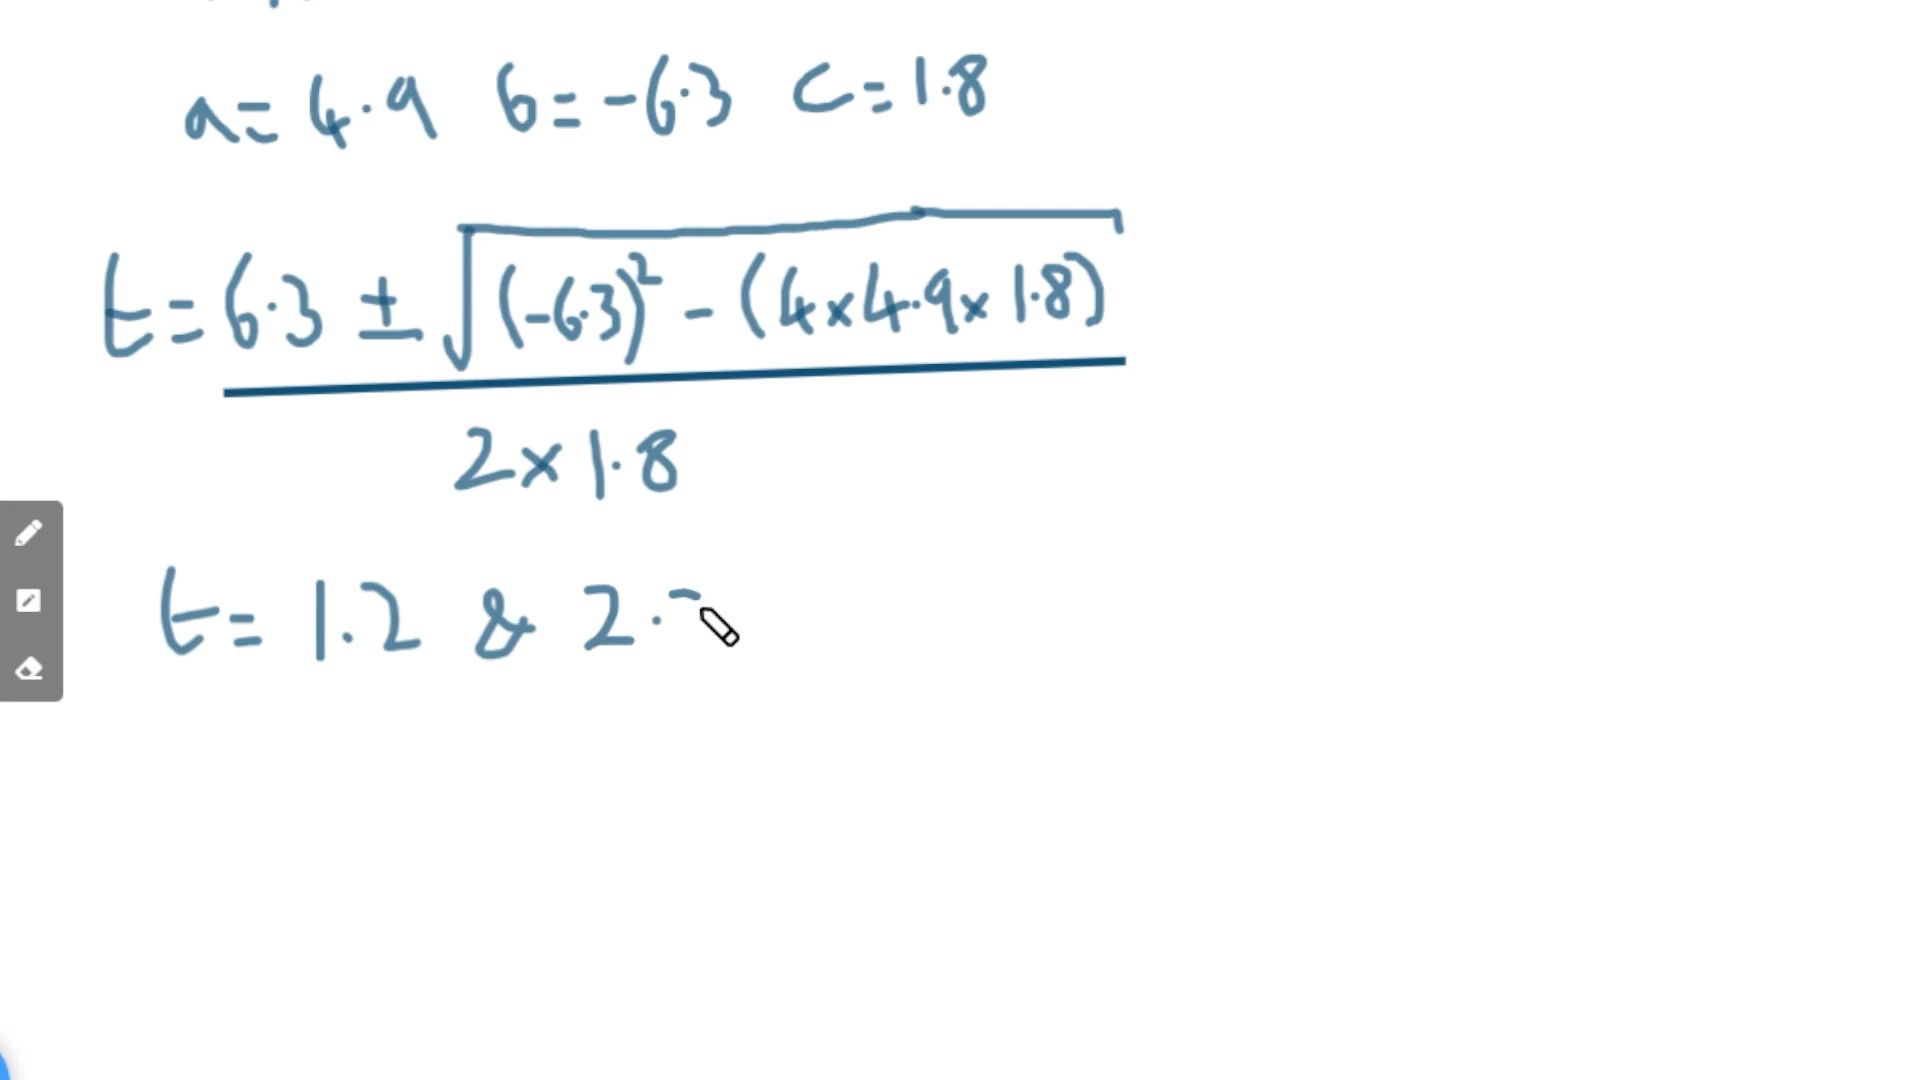 a = 4.9 b = -6.3 c = 1.8
t = 6.3 ± √((-6.3)² - (4 x 4.9 x 1.8))
2 x 1.8
t = 1.2 & 2.